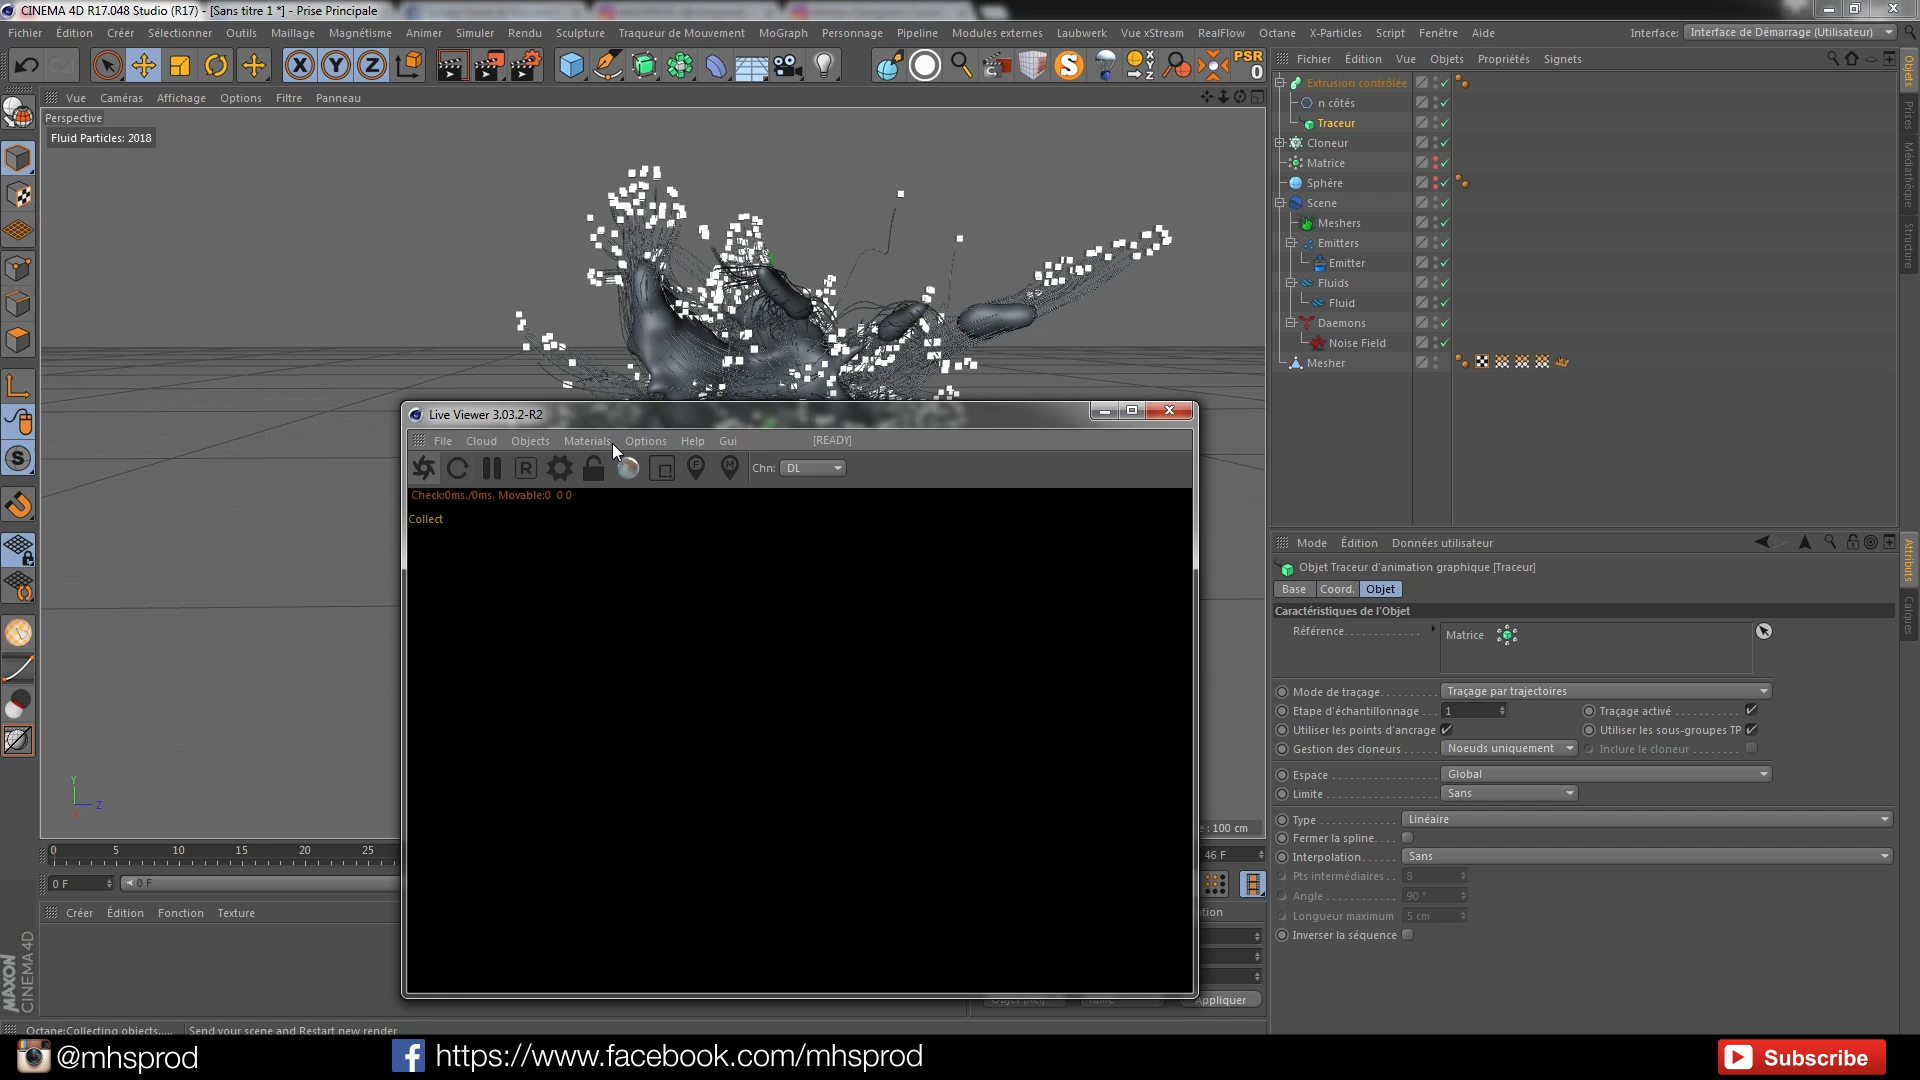 CINEMA 4D R17.048 Studio (R17) - [Sans titre 1 *] - Prise Principale
Fichier Édition Créer Sélectionner Outils Maillage Magnétisme Animer Simuler Rendu Sculpture Traqueur de Mouvement MoGraph Personnage Pipeline Modules externes Laubwerk Vue xStream RealFlow Octane X-Particles Script Fenêtre Aide Interface: Interface de Démarrage (Utilisateur)
X Y Z S PSR 0
Fichier Édition Vue Objets Propriétés Signets
Vue Caméras Affichage Options Filtre Panneau
Perspective
Fluid Particles: 2018
Extrusion contrôlée
n côtés
Traceur
Cloneur
Matrice
Sphère
Scene
Meshers
Emitters
Emitter
Fluids
Fluid
Daemons
Noise Field
Mesher
Objets
Prises
Médiathèque
Structure
Live Viewer 3.03.2-R2
File Cloud Objects Materials Options Help Gui [READY]
R F M Chn: DL
Check:0ms./0ms. Movable:0 0 0
Collect
Mode Édition Données utilisateur
Objet Traceur d'animation graphique [Traceur]
Base Coord. Objet
Caractéristiques de l'Objet
Référence Matrice
Mode de traçage Traçage par trajectoires
Etape d'échantillonnage 1 Traçage activé
Utiliser les points d'ancrage Utiliser les sous-groupes TP
Gestion des cloneurs Noeuds uniquement Inclure le cloneur
Espace Global
Limite Sans
Type Linéaire
Fermer la spline
Interpolation Sans
Pts intermédiaires 8
Angle 90 °
Longueur maximum 5 cm
Inverser la séquence
Attributs
Calques
Y Z
: 100 cm
0 5 10 15 20 25 46 F
0 F 0 F
Créer Édition Fonction Texture
Appliquer
MAXON CINEMA 4D
Octane:Collecting objects..... Send your scene and Restart new render
@mhsprod https://www.facebook.com/mhsprod Subscribe